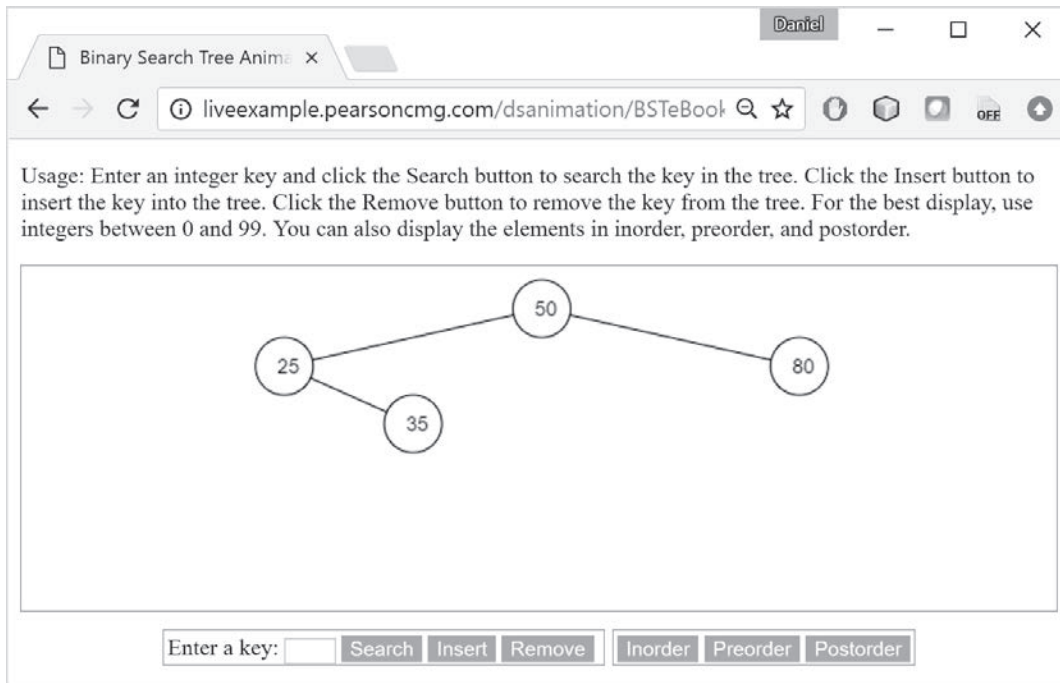 Daniel
Binary Search Tree Anima
liveexample.pearsoncmg.com/dsanimation/BSTeBook
OFF
Usage: Enter an integer key and click the Search button to search the key in the tree. Click the Insert button to
insert the key into the tree. Click the Remove button to remove the key from the tree. For the best display, use
integers between 0 and 99. You can also display the elements in inorder, preorder, and postorder.
50
25
80
35
Enter a key: Search Insert Remove Inorder Preorder Postorder